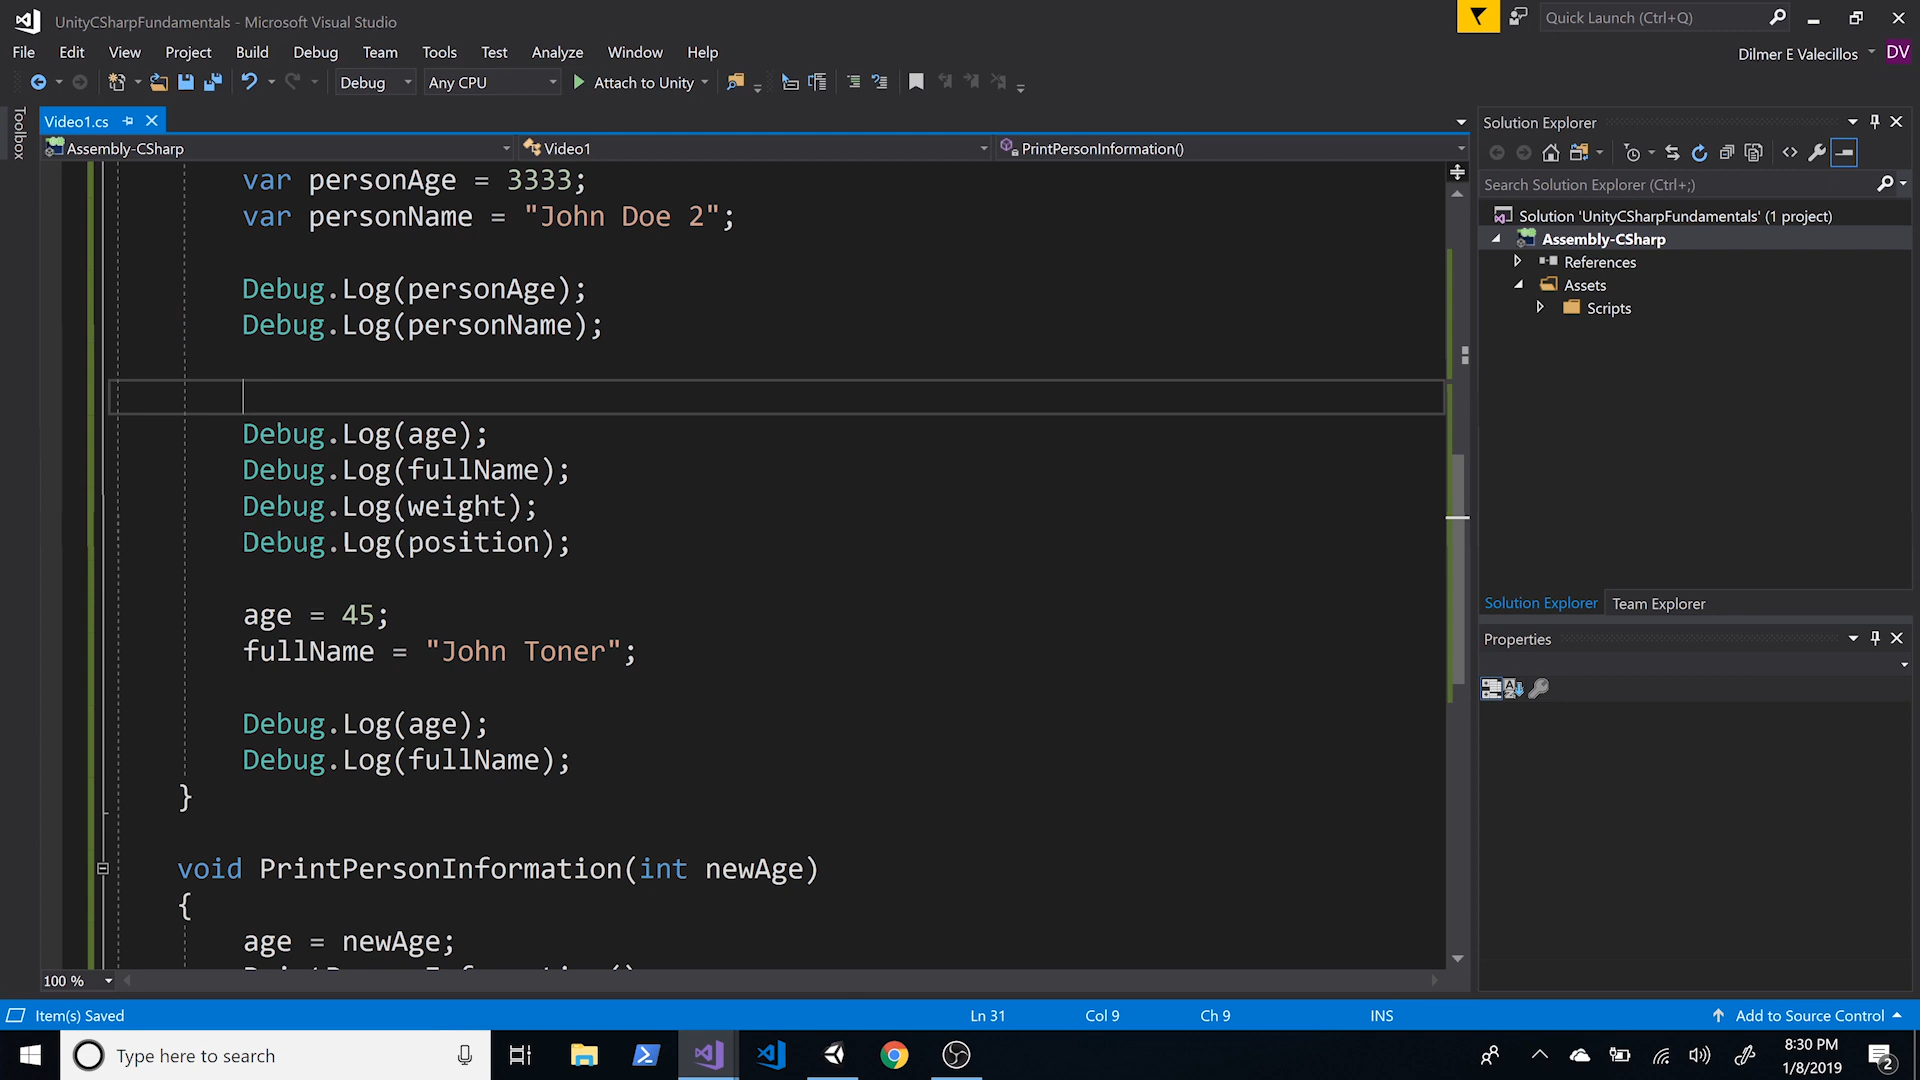 UnityCSharpFundamentals - Microsoft Visual Studio
Quick Launch (Ctrl+Q)
File Edit View Project Build Debug Team Tools Test Analyze Window Help
Dilmer E Valecillos DV
Debug Any CPU Attach to Unity
Toolbox
Video1.cs
Assembly-CSharp Video1 PrintPersonInformation()
var personAge = 3333;
var personName = "John Doe 2";
Debug.Log(personAge);
Debug.Log(personName);
Debug.Log(age);
Debug.Log(fullName);
Debug.Log(weight);
Debug.Log(position);
age = 45;
fullName = "John Toner";
Debug.Log(age);
Debug.Log(fullName);
}
void PrintPersonInformation(int newAge)
{
age = newAge;
PrintPersonInformation()
100 %
Solution Explorer
Search Solution Explorer (Ctrl+;)
Solution 'UnityCSharpFundamentals' (1 project)
Assembly-CSharp
References
Assets
Scripts
Solution Explorer Team Explorer
Properties
Item(s) Saved Ln 31 Col 9 Ch 9 INS Add to Source Control
Type here to search
8:30 PM
1/8/2019
2